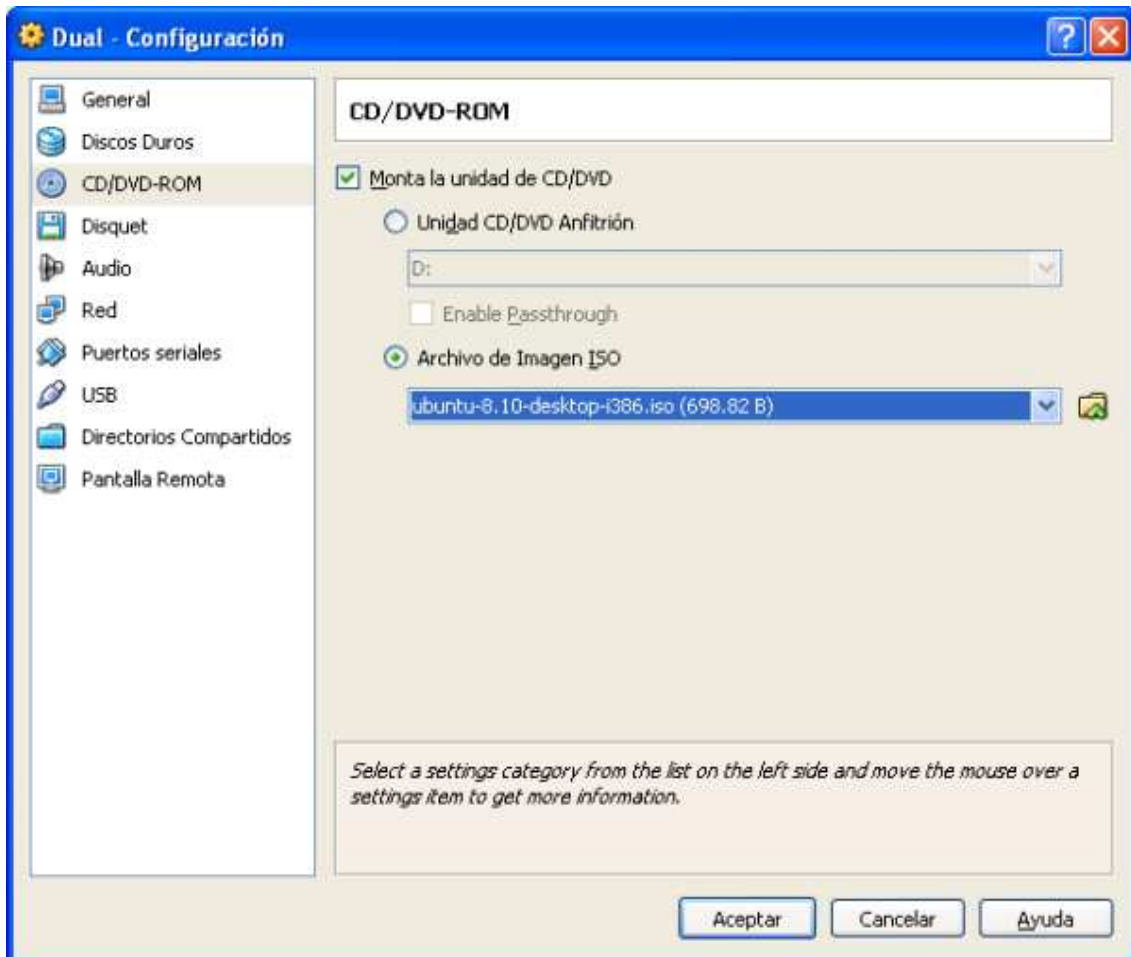 Dual - Configuración
General
Discos Duros
CD/DVD-ROM
Disquet
Audio
Red
Puertos seriales
USB
Directorios Compartidos
Pantalla Remota
CD/DVD-ROM
Monta la unidad de CD/DVD
Unidad CD/DVD Anfitrión
D:
Enable Passthrough
Archivo de Imagen ISO
ubuntu-8.10-desktop-i386.iso (698.82 B)
Select a settings category from the list on the left side and move the mouse over a
settings item to get more information.
Aceptar
Cancelar
Ayuda